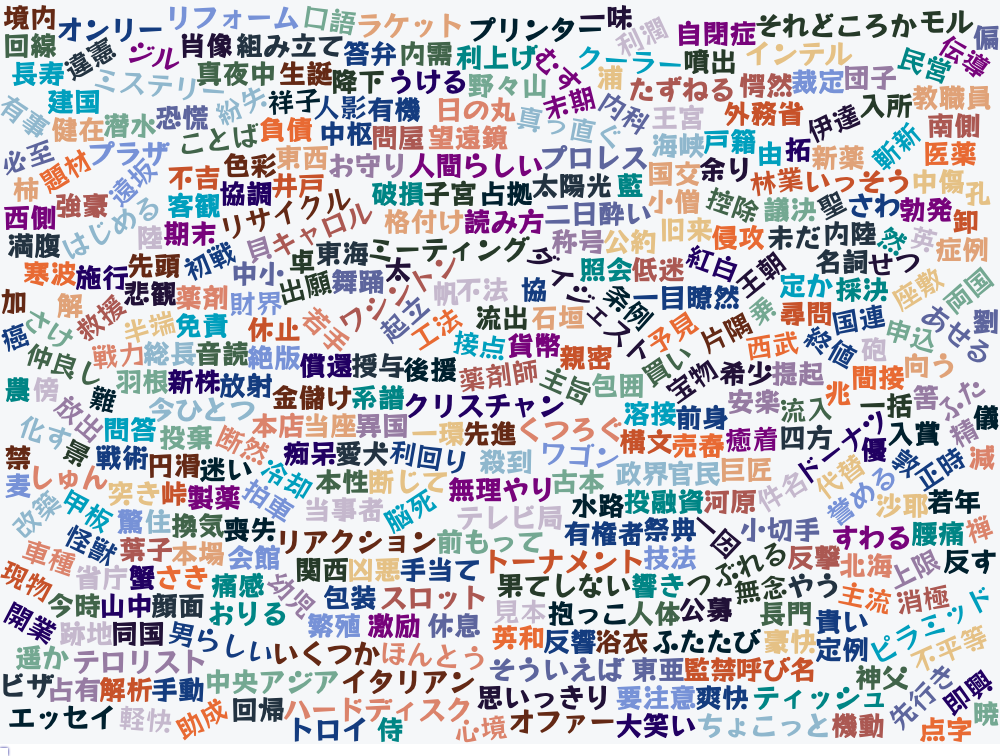 境内 オンリー リフォーム 口語 ラケット プリンター 一味 利潤 自閉症 それどころか モル 偏
回線 違憲 ジル 肖像 組み立て 答弁 内需 利上げ むす クーラー 噴出 インテル 民営 伝導
長寿 ミステリー 真夜中 生誕 降下 うける 野々山 末期 浦 たずねる 愕然 裁定 団子 教職員
有事 建国 恐慌 紛失 祥子 人影 有機 日の丸 内科 王宮 外務省 伊達 入所 南側
健在 潜水 ことば 負債 中枢 問屋 望遠鏡 真っ直ぐ 海峡 戸籍 由 拓 新薬 斬新 医薬
必至 題材 プラザ 色彩 東西 お守り 人間らしい プロレス 国交 余り 林業 いっそう 中傷 孔
柿 遠坂 不吉 協調 井戸 破損 子宮 占拠 太陽光 藍 小僧 控除 議決 聖 さわ 勃発 卸
西側 強豪 はじめる 客観 リサイクル 格付け 読み方 二日酔い 旧来 侵攻 未だ 内陸 然 英 症例
満腹 陸 期末 貝 キャロル 卓 東海 ミーティング 称号 公約 紅白 王朝 名詞 せつ
寒波 施行 先頭 初戦 中小 出願 舞踊 太 ワシントン 帆 不法 協 ダイジェスト 照会 低迷 条例 一目瞭然 定か 採決 座敷 両国
加 解 救援 悲観 薬剤 財界 若手 起立 工法 流出 石垣 予見 片隅 乗 尋問 国連 申込 あせる 劉
癌 さけ 半端 免責 休止 接点 貨幣 親密 買い 西武 終値 砲 向う
仲良し 戦力 総長 音読 絶版 償還 授与 後援 薬剤師 主旨 包囲 宝物 希少 提起 兆 間接 苦 ふた
農 傍 難 羽根 新株 放射 金儲け 系譜 クリスチャン 溶接 前身 安楽 流入 一括 儀
放出 今ひとつ 本店 当座 異国 一環 先進 くつろぐ 構文 売春 癒着 四方 ドーナツ 優 入賞 精
化す 景 問答 投棄 断然 痴呆 愛犬 利回り 殺到 ワゴン 政界 官民 巨匠 代替 敦 正時 減
禁 戦術 円滑 迷い 冷却 本性 断して 無理やり 古本 件名 誉める 沙耶 若年
麦 しゅん 突き 峠 製薬 拍車 当事者 脳死 テレビ局 水路 投融資 河原 一因 小切手 すわる 腰痛 禅
改築 甲板 驚 住 換気 喪失 リアクション 前もって 有権者 祭典 つぶれる 反撃 北海 上限 反す
怪獣 車種 葉子 本場 会館 関西 凶悪 手当て トーナメント 技法 無念 やう
現物 省庁 蟹 さき 痛感 幼児 包装 スロット 果てしない 響き 主流 消極
今時 山中 顔面 おりる 繁殖 激励 休息 見本 抱っこ 人体 公募 長門 貴い ピラミッド
開業 跡地 同国 男らしい いくつか ほんとう 英和 反響 浴衣 ふたたび 豪快 定例 不平等
遥か テロリスト 中央アジア イタリアン そういえば 東亜 監禁 呼び名 神父
ビザ 占有 解析 手動 思いっきり 要注意 爽快 ティッシュ 先行き 即興
エッセイ 軽快 助成 回帰 ハードディスク トロイ 侍 心境 オファー 大笑い ちょこっと 機動 点字 暁